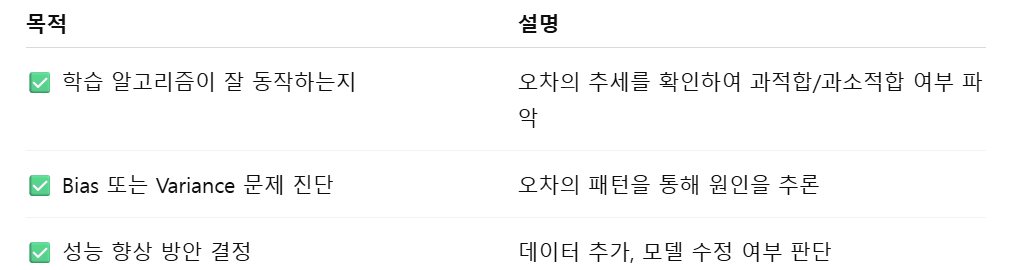 목적 설명
✅ 학습 알고리즘이 잘 동작하는지 오차의 추세를 확인하여 과적합/과소적합 여부 파
악
✅ Bias 또는 Variance 문제 진단 오차의 패턴을 통해 원인을 추론
✅ 성능 향상 방안 결정 데이터 추가, 모델 수정 여부 판단